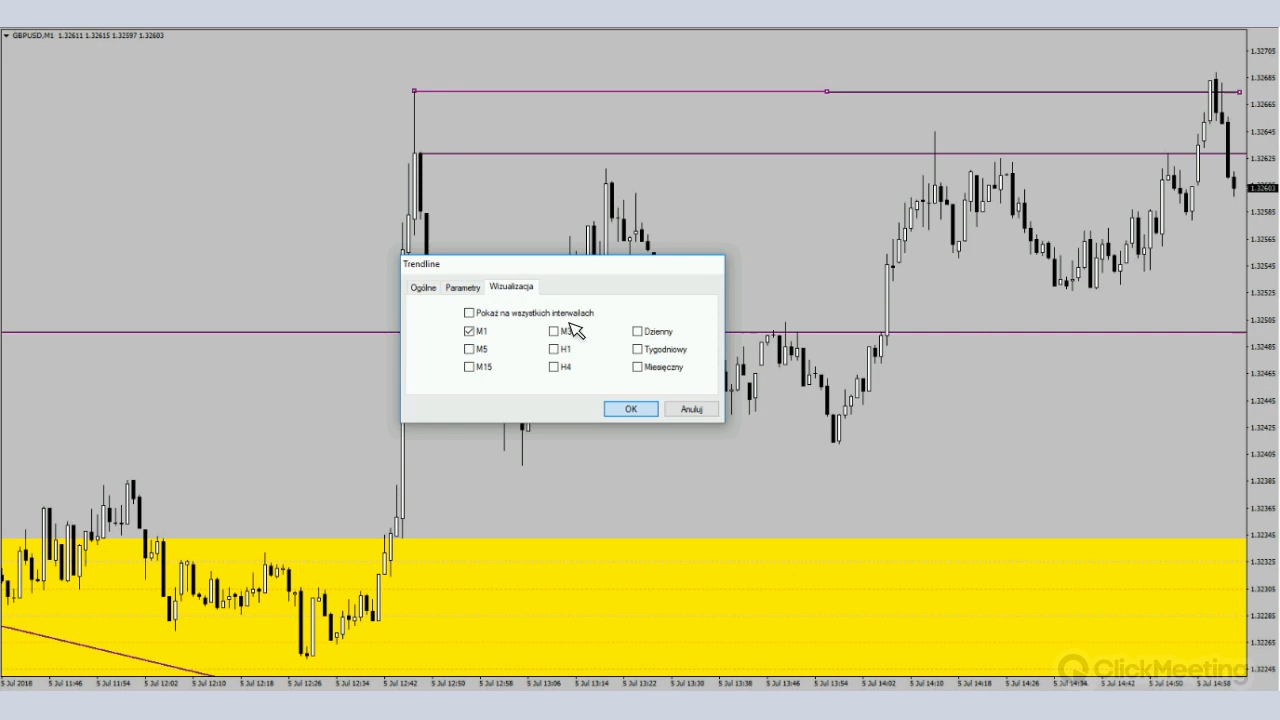 GBPUSD,M1 1.32611 1.32615 1.32597 1.32603
1.32705
1.32685
1.32665
1.32645
1.32625
1.32603
1.32585
1.32565
1.32545
1.32525
1.32505
1.32485
1.32465
1.32445
1.32425
1.32405
1.32385
1.32365
1.32345
1.32325
1.32305
1.32285
1.32265
1.32245
Trendline
Ogólne Parametry Wizualizacja
Pokaż na wszystkich interwałach
M1 Dzienny
M5 H1 Tygodniowy
M15 H4 Miesięczny
OK Anuluj
ClickMeeting
5 Jul 2018 5 Jul 11:46 5 Jul 11:54 5 Jul 12:02 5 Jul 12:10 5 Jul 12:18 5 Jul 12:26 5 Jul 12:34 5 Jul 12:42 5 Jul 12:50 5 Jul 12:58 5 Jul 13:06 5 Jul 13:14 5 Jul 13:22 5 Jul 13:30 5 Jul 13:38 5 Jul 13:46 5 Jul 13:54 5 Jul 14:02 5 Jul 14:10 5 Jul 14:18 5 Jul 14:26 5 Jul 14:34 5 Jul 14:42 5 Jul 14:50 5 Jul 14:58